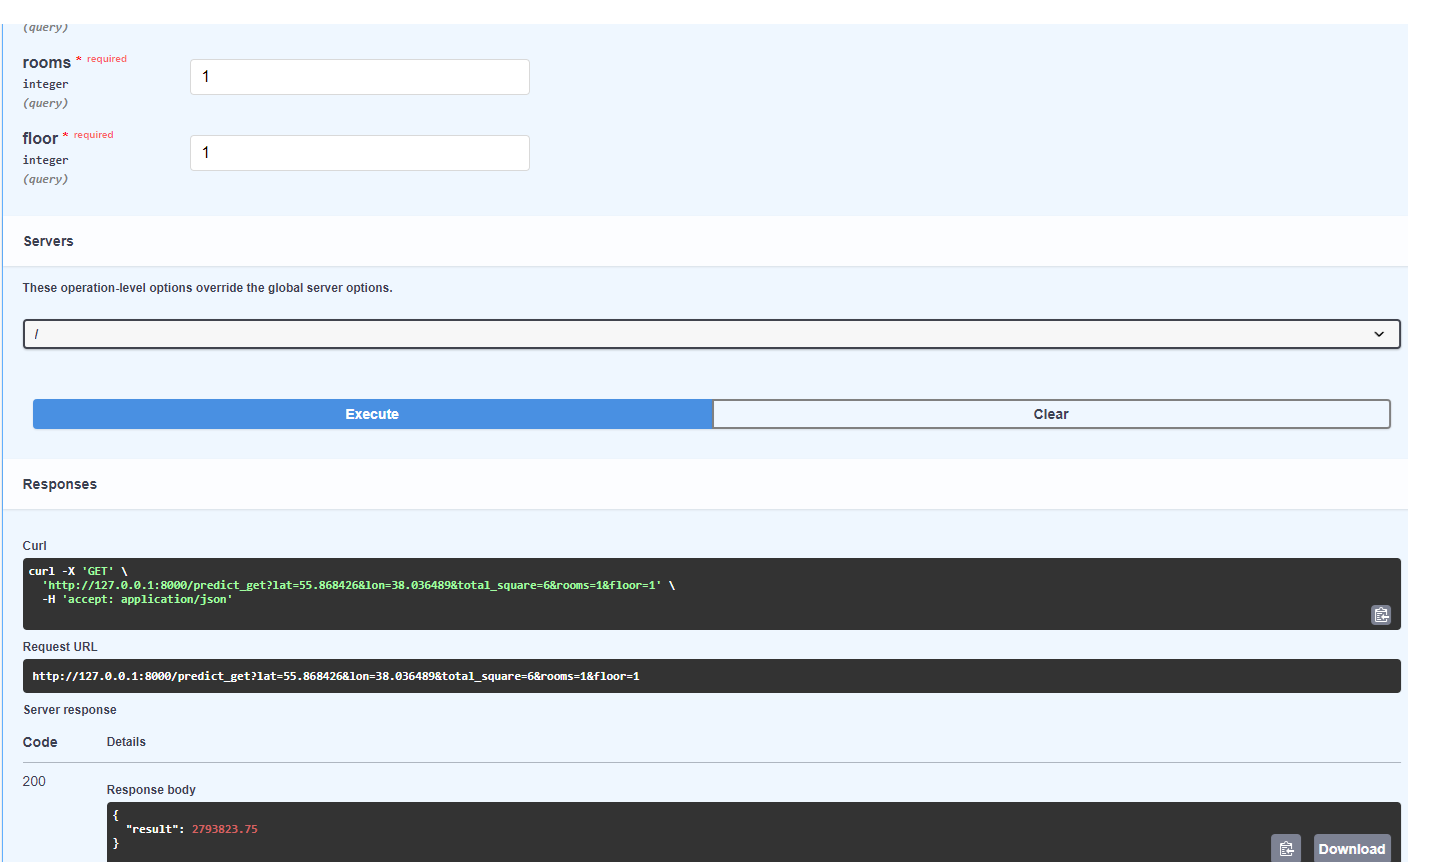 (query)
rooms * required
1
integer
(query)
floor * required
1
integer
(query)
Servers
These operation-level options override the global server options.
/
Execute
Clear
Responses
Curl
curl -X 'GET' \
'http://127.0.0.1:8000/predict_get?lat=55.868426&lon=38.036489&total_square=6&rooms=1&floor=1' \
-H 'accept: application/json'
Request URL
http://127.0.0.1:8000/predict_get?lat=55.868426&lon=38.036489&total_square=6&rooms=1&floor=1
Server response
Code Details
200
Response body
{
"result": 2793823.75
}
Download